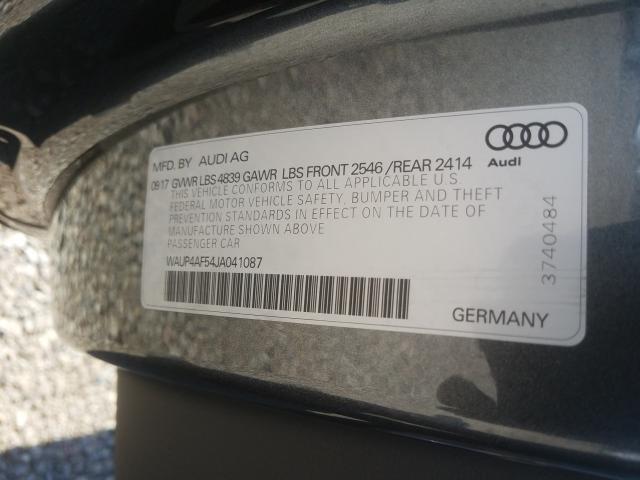 MFD. BY AUDI AG
Audi
09 17 GVWR LBS 4839 GAWR LBS FRONT 2546 / REAR 2414
THIS VEHICLE CONFORMS TO ALL APPLICABLE U.S.
FEDERAL MOTOR VEHICLE SAFETY, BUMPER AND THEFT
PREVENTION STANDARDS IN EFFECT ON THE DATE OF
MANUFACTURE SHOWN ABOVE
PASSENGER CAR
WAUP4AF54JA041087
3740484
GERMANY